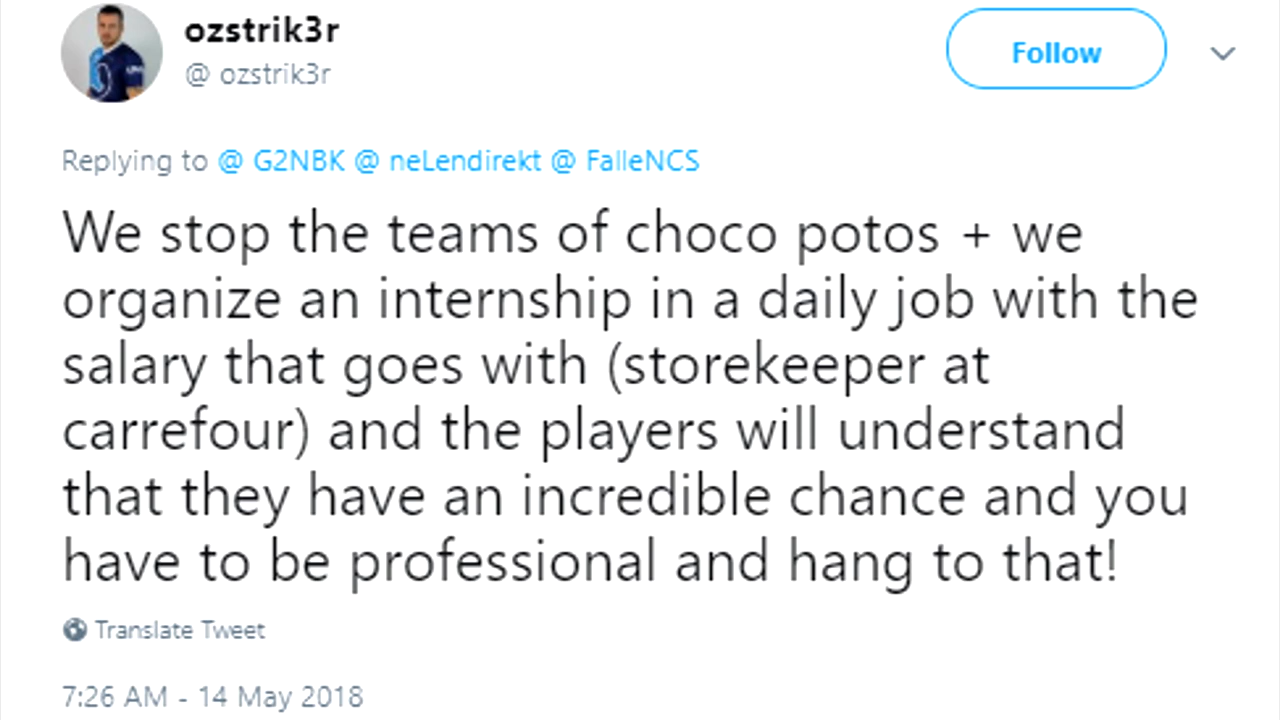 ozstrik3r
@ ozstrik3r
Follow
Replying to @ G2NBK @ neLendirekt @ FalleNCS
We stop the teams of choco potos + we
organize an internship in a daily job with the
salary that goes with (storekeeper at
carrefour) and the players will understand
that they have an incredible chance and you
have to be professional and hang to that!
Translate Tweet
7:26 AM - 14 May 2018